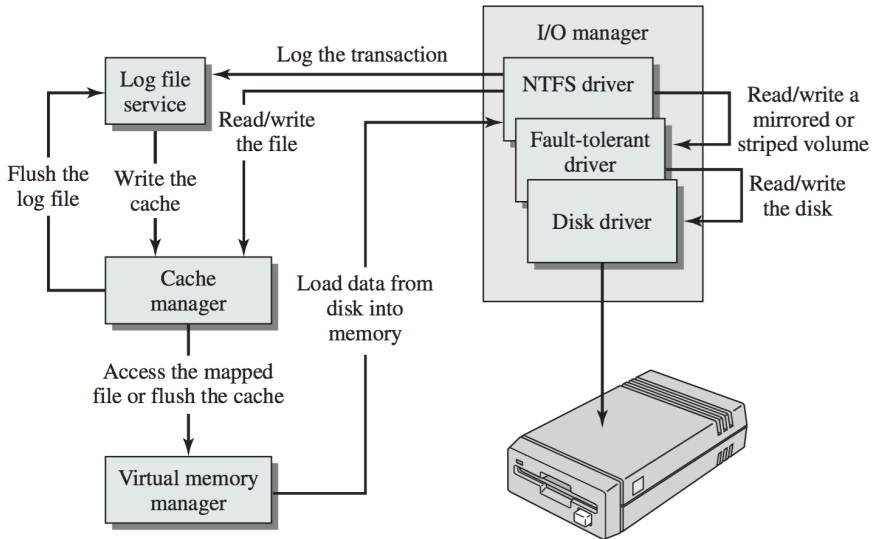 I/O manager
Log the transaction
Log file
service
NTFS driver
Read/write
the file
Read/write a
mirrored or
striped volume
Fault-tolerant
driver
Flush the
log file
Write the
cache
Read/write
the disk
Disk driver
Cache
manager
Load data from
disk into
memory
Access the mapped
file or flush the cache
Virtual memory
manager